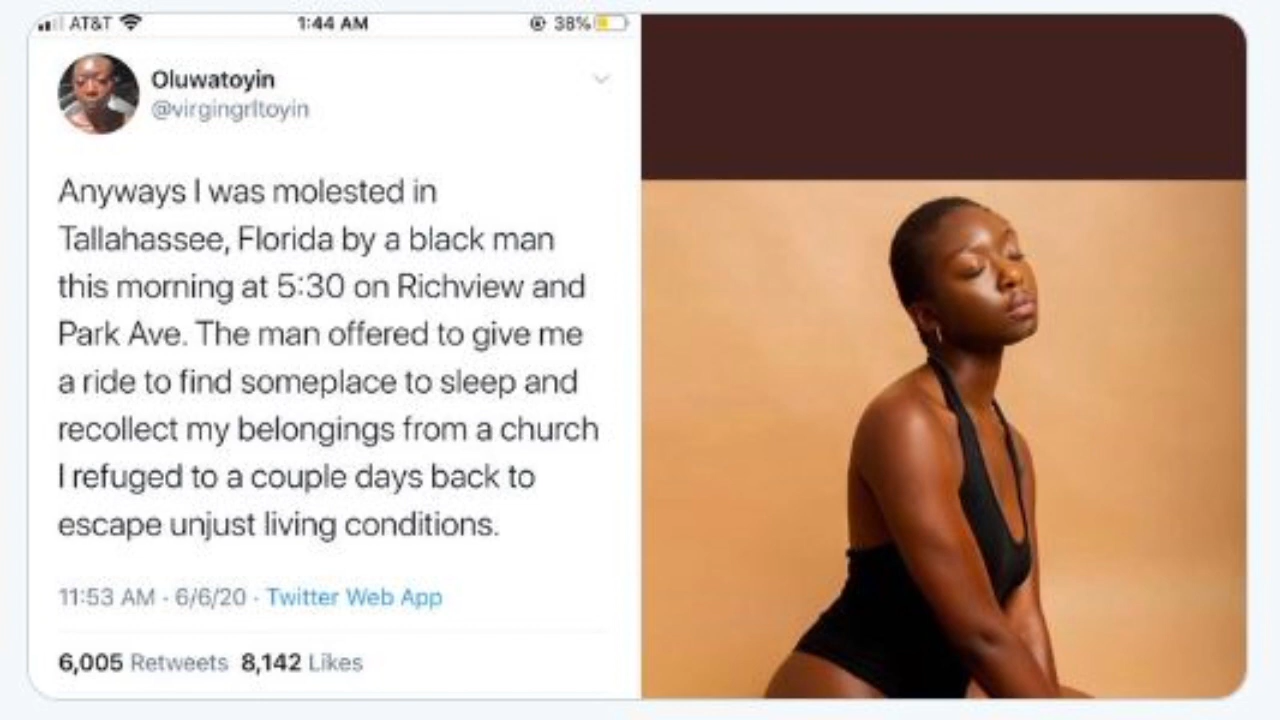 AT&T 1:44 AM 38%
Oluwatoyin
@virgingrltoyin
Anyways I was molested in
Tallahassee, Florida by a black man
this morning at 5:30 on Richview and
Park Ave. The man offered to give me
a ride to find someplace to sleep and
recollect my belongings from a church
I refuged to a couple days back to
escape unjust living conditions.
11:53 AM · 6/6/20 · Twitter Web App
6,005 Retweets 8,142 Likes